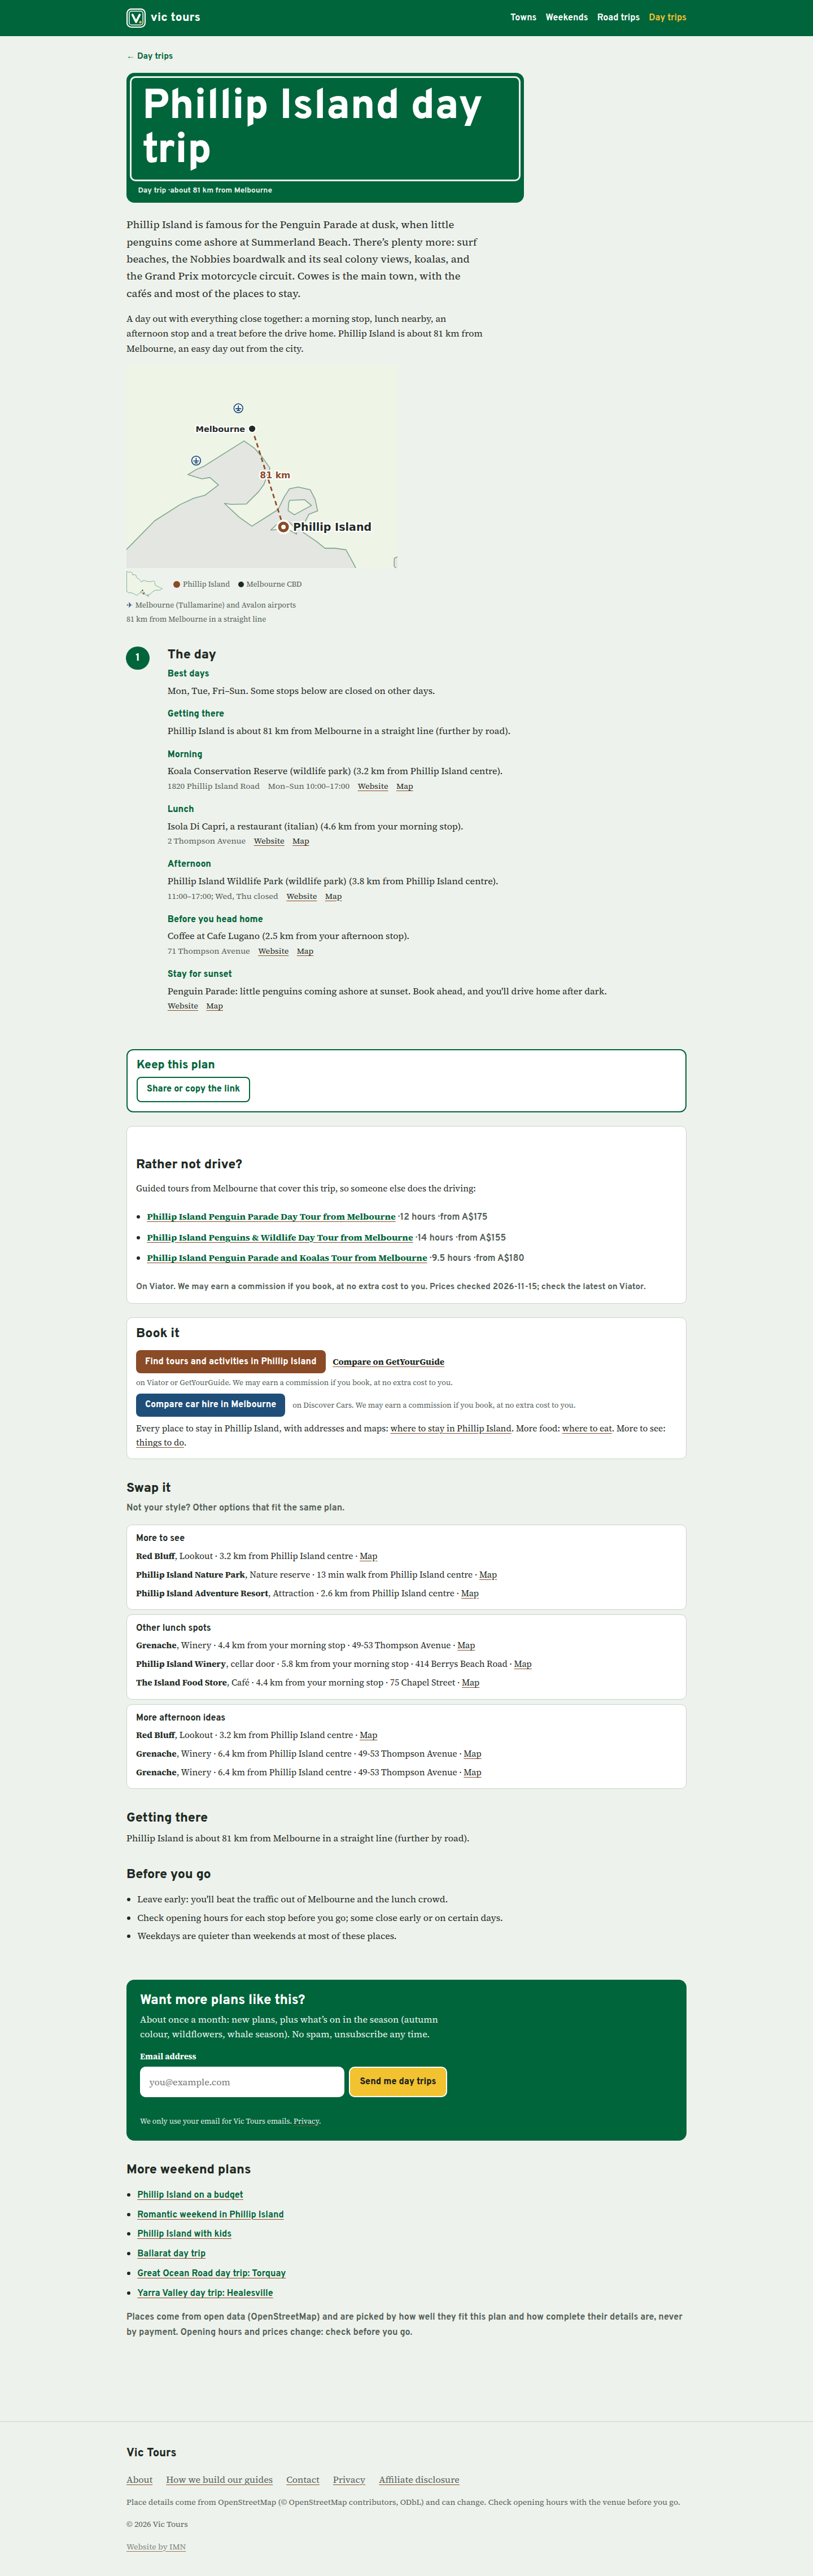 vic tours
Towns Weekends Road trips Day trips
← Day trips
Phillip Island day
trip
Day trip ·about 81 km from Melbourne
Phillip Island is famous for the Penguin Parade at dusk, when little
penguins come ashore at Summerland Beach. There's plenty more: surf
beaches, the Nobbies boardwalk and its seal colony views, koalas, and
the Grand Prix motorcycle circuit. Cowes is the main town, with the
cafés and most of the places to stay.
A day out with everything close together: a morning stop, lunch nearby, an
afternoon stop and a treat before the drive home. Phillip Island is about 81 km from
Melbourne, an easy day out from the city.
Melbourne
81 km
Phillip Island
Phillip Island Melbourne CBD
✈ Melbourne (Tullamarine) and Avalon airports
81 km from Melbourne in a straight line
1
The day
Best days
Mon, Tue, Fri–Sun. Some stops below are closed on other days.
Getting there
Phillip Island is about 81 km from Melbourne in a straight line (further by road).
Morning
Koala Conservation Reserve (wildlife park) (3.2 km from Phillip Island centre).
1820 Phillip Island Road Mon–Sun 10:00–17:00 Website Map
Lunch
Isola Di Capri, a restaurant (italian) (4.6 km from your morning stop).
2 Thompson Avenue Website Map
Afternoon
Phillip Island Wildlife Park (wildlife park) (3.8 km from Phillip Island centre).
11:00–17:00; Wed, Thu closed Website Map
Before you head home
Coffee at Cafe Lugano (2.5 km from your afternoon stop).
71 Thompson Avenue Website Map
Stay for sunset
Penguin Parade: little penguins coming ashore at sunset. Book ahead, and you'll drive home after dark.
Website Map
Keep this plan
Share or copy the link
Rather not drive?
Guided tours from Melbourne that cover this trip, so someone else does the driving:
• Phillip Island Penguin Parade Day Tour from Melbourne ·12 hours ·from A$175
• Phillip Island Penguins & Wildlife Day Tour from Melbourne ·14 hours ·from A$155
• Phillip Island Penguin Parade and Koalas Tour from Melbourne ·9.5 hours ·from A$180
On Viator. We may earn a commission if you book, at no extra cost to you. Prices checked 2026-11-15; check the latest on Viator.
Book it
Find tours and activities in Phillip Island Compare on GetYourGuide
on Viator or GetYourGuide. We may earn a commission if you book, at no extra cost to you.
Compare car hire in Melbourne on Discover Cars. We may earn a commission if you book, at no extra cost to you.
Every place to stay in Phillip Island, with addresses and maps: where to stay in Phillip Island. More food: where to eat. More to see:
things to do.
Swap it
Not your style? Other options that fit the same plan.
More to see
Red Bluff, Lookout · 3.2 km from Phillip Island centre · Map
Phillip Island Nature Park, Nature reserve · 13 min walk from Phillip Island centre · Map
Phillip Island Adventure Resort, Attraction · 2.6 km from Phillip Island centre · Map
Other lunch spots
Grenache, Winery · 4.4 km from your morning stop · 49-53 Thompson Avenue · Map
Phillip Island Winery, cellar door · 5.8 km from your morning stop · 414 Berrys Beach Road · Map
The Island Food Store, Café · 4.4 km from your morning stop · 75 Chapel Street · Map
More afternoon ideas
Red Bluff, Lookout · 3.2 km from Phillip Island centre · Map
Grenache, Winery · 6.4 km from Phillip Island centre · 49-53 Thompson Avenue · Map
Grenache, Winery · 6.4 km from Phillip Island centre · 49-53 Thompson Avenue · Map
Getting there
Phillip Island is about 81 km from Melbourne in a straight line (further by road).
Before you go
• Leave early: you'll beat the traffic out of Melbourne and the lunch crowd.
• Check opening hours for each stop before you go; some close early or on certain days.
• Weekdays are quieter than weekends at most of these places.
Want more plans like this?
About once a month: new plans, plus what's on in the season (autumn
colour, wildflowers, whale season). No spam, unsubscribe any time.
Email address
you@example.com Send me day trips
We only use your email for Vic Tours emails. Privacy.
More weekend plans
• Phillip Island on a budget
• Romantic weekend in Phillip Island
• Phillip Island with kids
• Ballarat day trip
• Great Ocean Road day trip: Torquay
• Yarra Valley day trip: Healesville
Places come from open data (OpenStreetMap) and are picked by how well they fit this plan and how complete their details are, never
by payment. Opening hours and prices change: check before you go.
Vic Tours
About How we build our guides Contact Privacy Affiliate disclosure
Place details come from OpenStreetMap (© OpenStreetMap contributors, ODbL) and can change. Check opening hours with the venue before you go.
© 2026 Vic Tours
Website by IMN